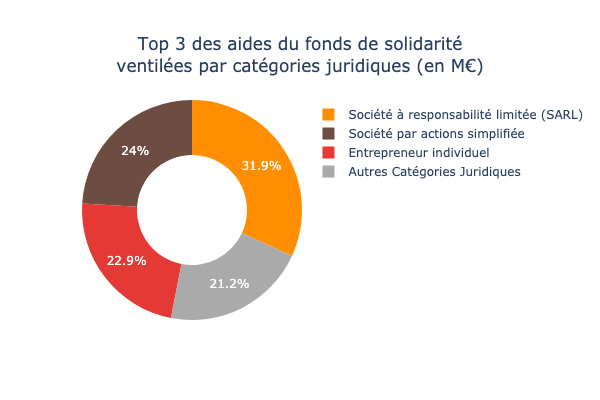 Top 3 des aides du fonds de solidarité
ventilées par catégories juridiques (en M€)
Société à responsabilité limitée (SARL)
Société par actions simplifiée
Entrepreneur individuel
Autres Catégories Juridiques
24%
31.9%
22.9%
21.2%